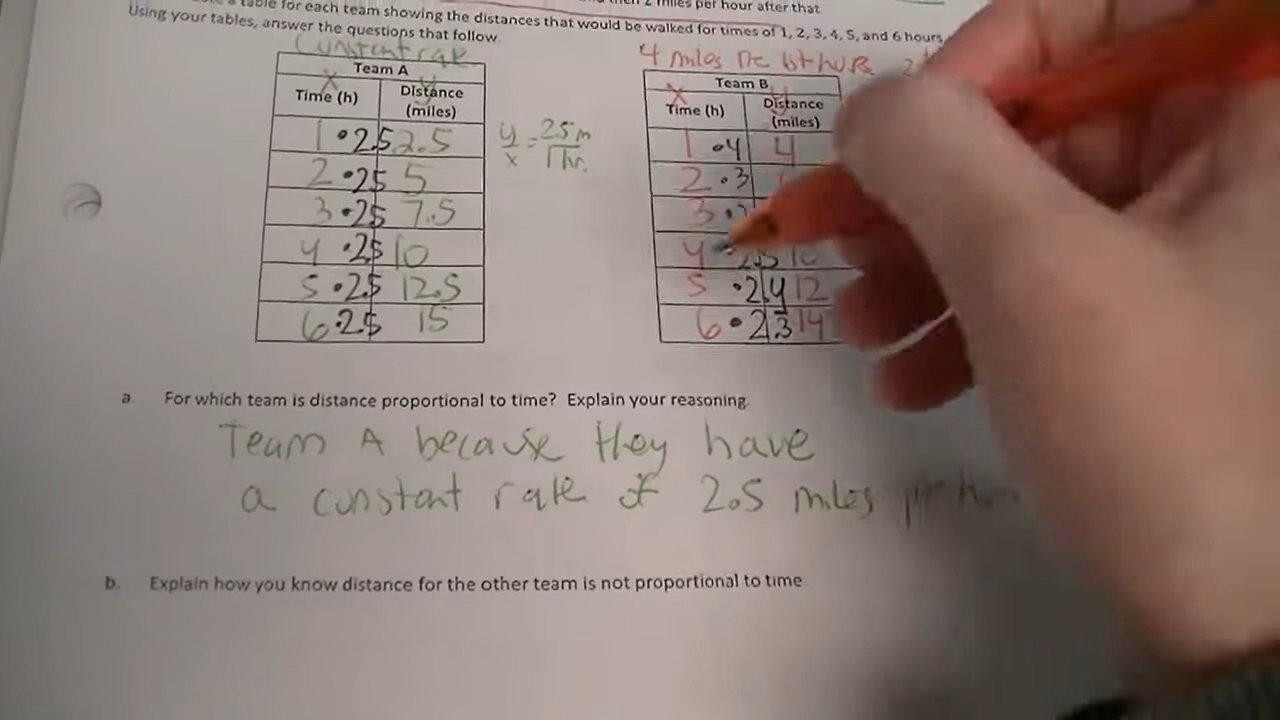 table for each team showing the distances that would be walked for times of 1, 2, 3, 4, 5, and 6 hours
2 miles per hour after that
Using your tables, answer the questions that follow.
Constant rate
4 miles 1st hur
Team A
Time (h) Distance (miles)
x y
1 •2.5 2.5
2 •2.5 5
3 •2.5 7.5
4 •2.5 10
5 •2.5 12.5
6 •2.5 15
y/x = 2.5m/1hr.
Team B
Time (h) Distance (miles)
x y
1 •4 4
2 •3
3 •
4 •2.5 10
5 •2.4 12
6 •2.3 14
a. For which team is distance proportional to time? Explain your reasoning.
Team A because they have
a constant rate of 2.5 miles
b. Explain how you know distance for the other team is not proportional to time.